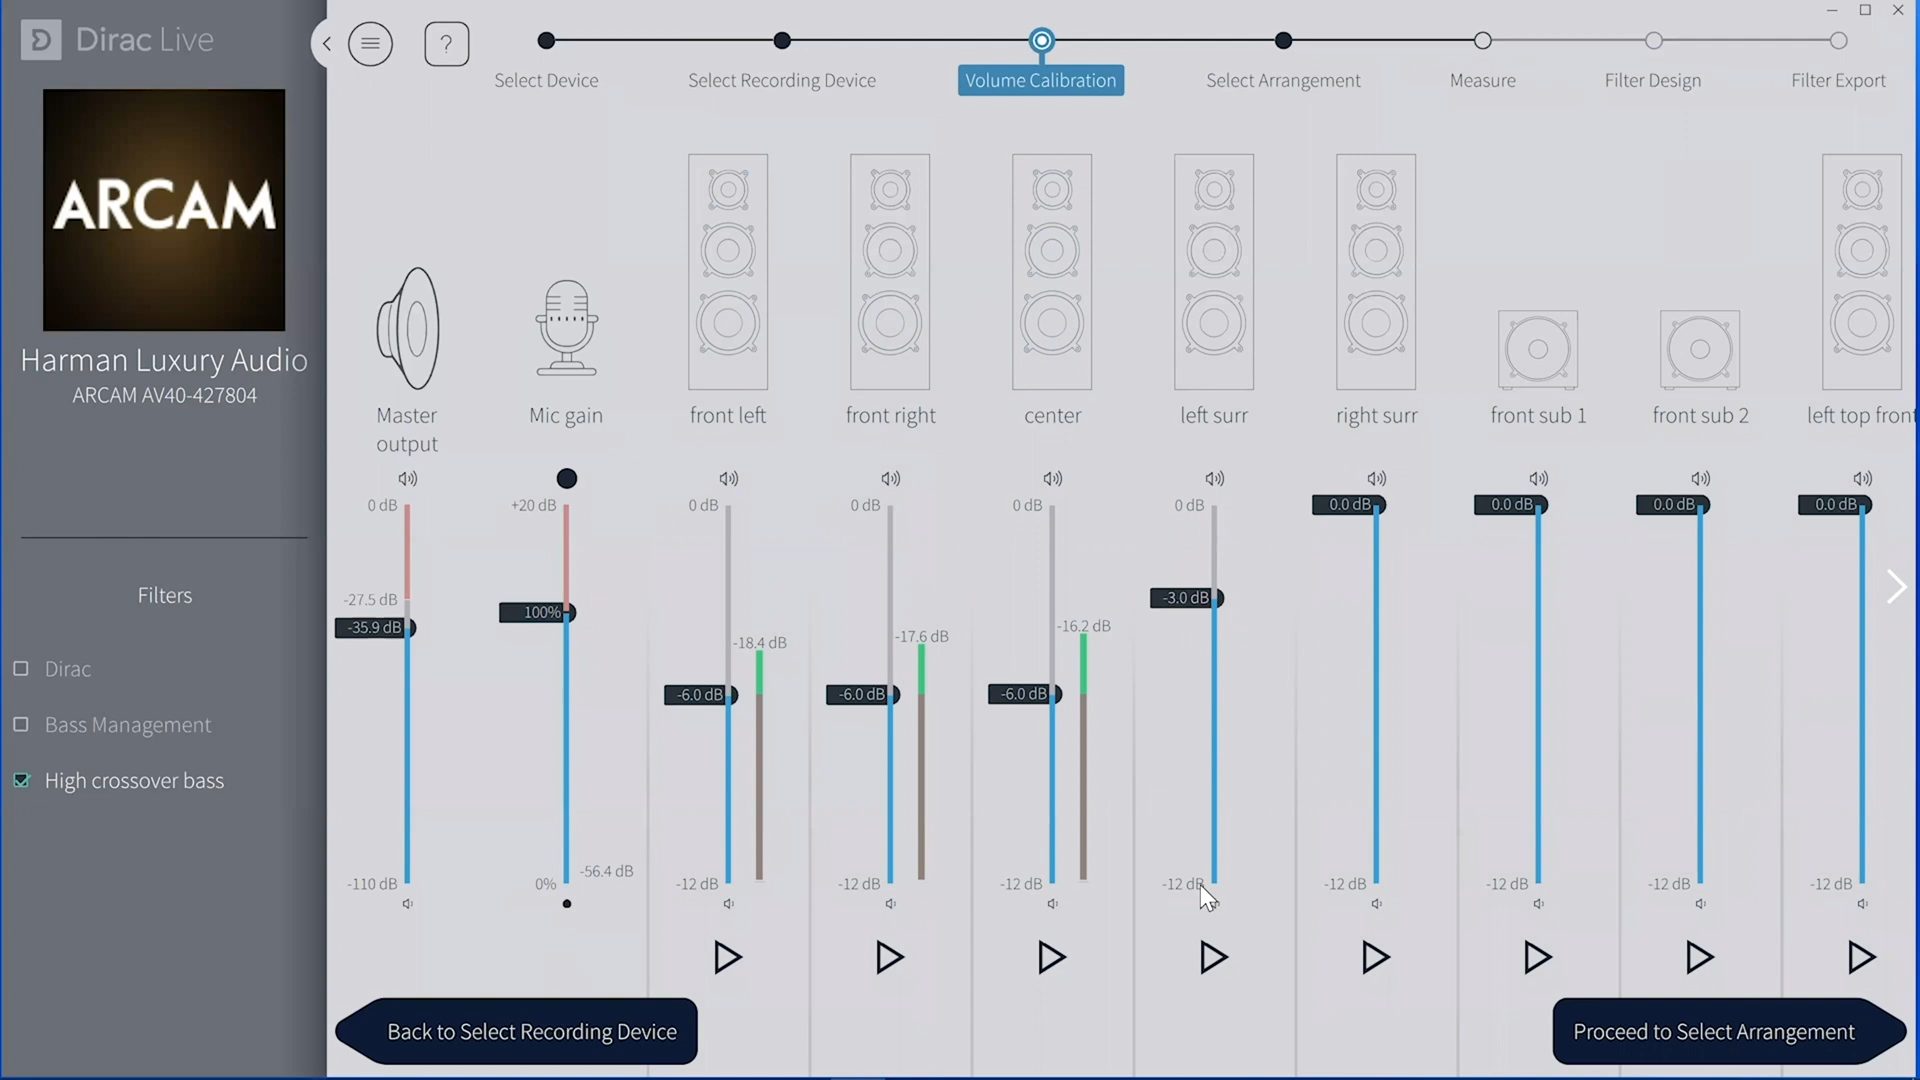 Dirac Live
?
Select Device
Select Recording Device
Volume Calibration
Select Arrangement
Measure
Filter Design
Filter Export
ARCAM
Harman Luxury Audio
ARCAM AV40-427804
Filters
Dirac
Bass Management
High crossover bass
Master
output
Mic gain
front left
front right
center
left surr
right surr
front sub 1
front sub 2
left top front
0 dB
+20 dB
0 dB
0 dB
0 dB
0 dB
0.0 dB
0.0 dB
0.0 dB
0.0 dB
-27.5 dB
-35.9 dB
100%
-18.4 dB
-6.0 dB
-17.6 dB
-6.0 dB
-16.2 dB
-6.0 dB
-3.0 dB
-110 dB
0%
-56.4 dB
-12 dB
-12 dB
-12 dB
-12 dB
-12 dB
-12 dB
-12 dB
-12 dB
Back to Select Recording Device
Proceed to Select Arrangement